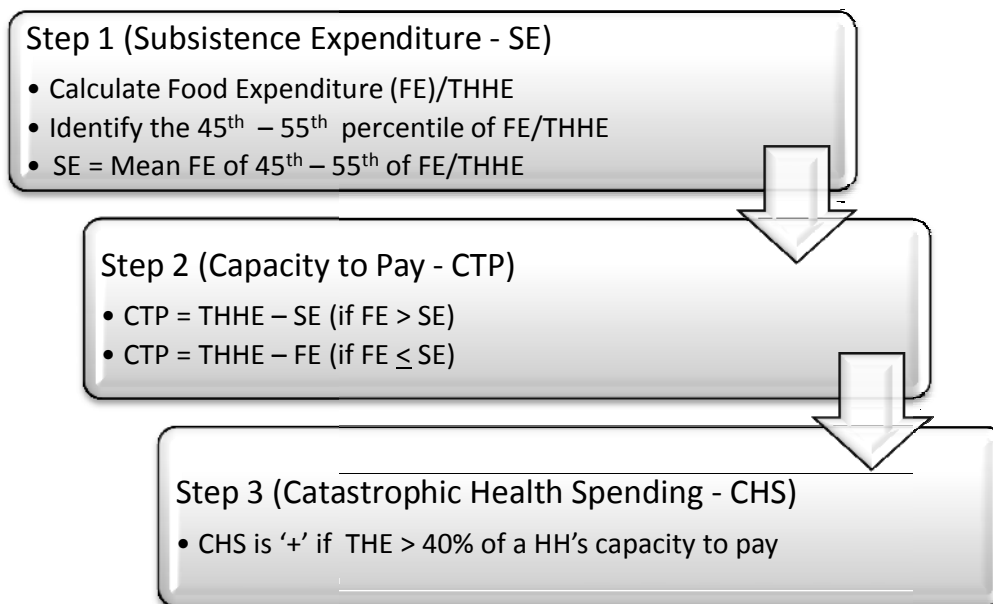 Step 1 (Subsistence Expenditure - SE)
• Calculate Food Expenditure (FE)/THHE
• Identify the 45th – 55th percentile of FE/THHE
• SE = Mean FE of 45th – 55th of FE/THHE
Step 2 (Capacity to Pay - CTP)
• CTP = THHE – SE (if FE > SE)
• CTP = THHE – FE (if FE ≤ SE)
Step 3 (Catastrophic Health Spending - CHS)
• CHS is ‘+’ if THE > 40% of a HH’s capacity to pay